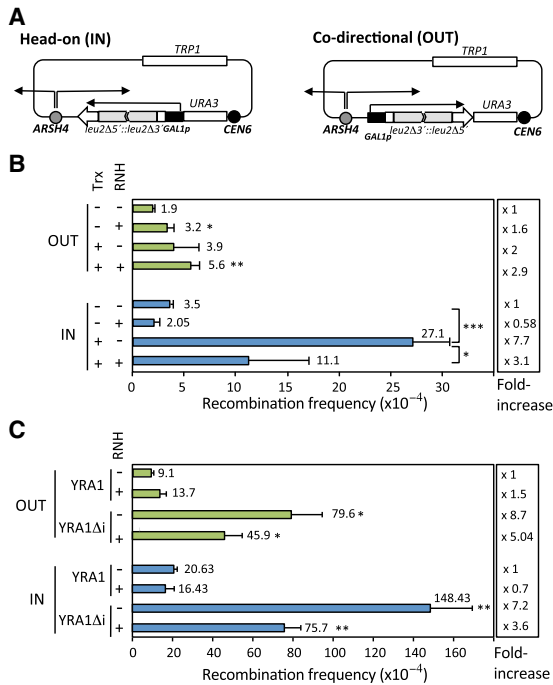 A
Head-on (IN)
Co-directional (OUT)
TRP1
TRP1
URA3
URA3
ARSH4
leu2Δ5´::leu2Δ3´
GAL1p
CEN6
ARSH4
GAL1p
leu2Δ3´::leu2Δ5´
CEN6
B
Trx RNH
OUT
- - 1.9 x 1
- + 3.2 * x 1.6
+ - 3.9 x 2
+ + 5.6 ** x 2.9
IN
- - 3.5 x 1
- + 2.05 x 0.58
+ - 27.1 *** x 7.7
+ + 11.1 * x 3.1
0 5 10 15 20 25 30
Recombination frequency (x10⁻⁴)
Fold-
increase
C
RNH
OUT
YRA1
- 9.1 x 1
+ 13.7 x 1.5
YRA1Δi
- 79.6 * x 8.7
+ 45.9 * x 5.04
IN
YRA1
- 20.63 x 1
+ 16.43 x 0.7
YRA1Δi
- 148.43 ** x 7.2
+ 75.7 ** x 3.6
0 20 40 60 80 100 120 140 160
Recombination frequency (x10⁻⁴)
Fold-
increase